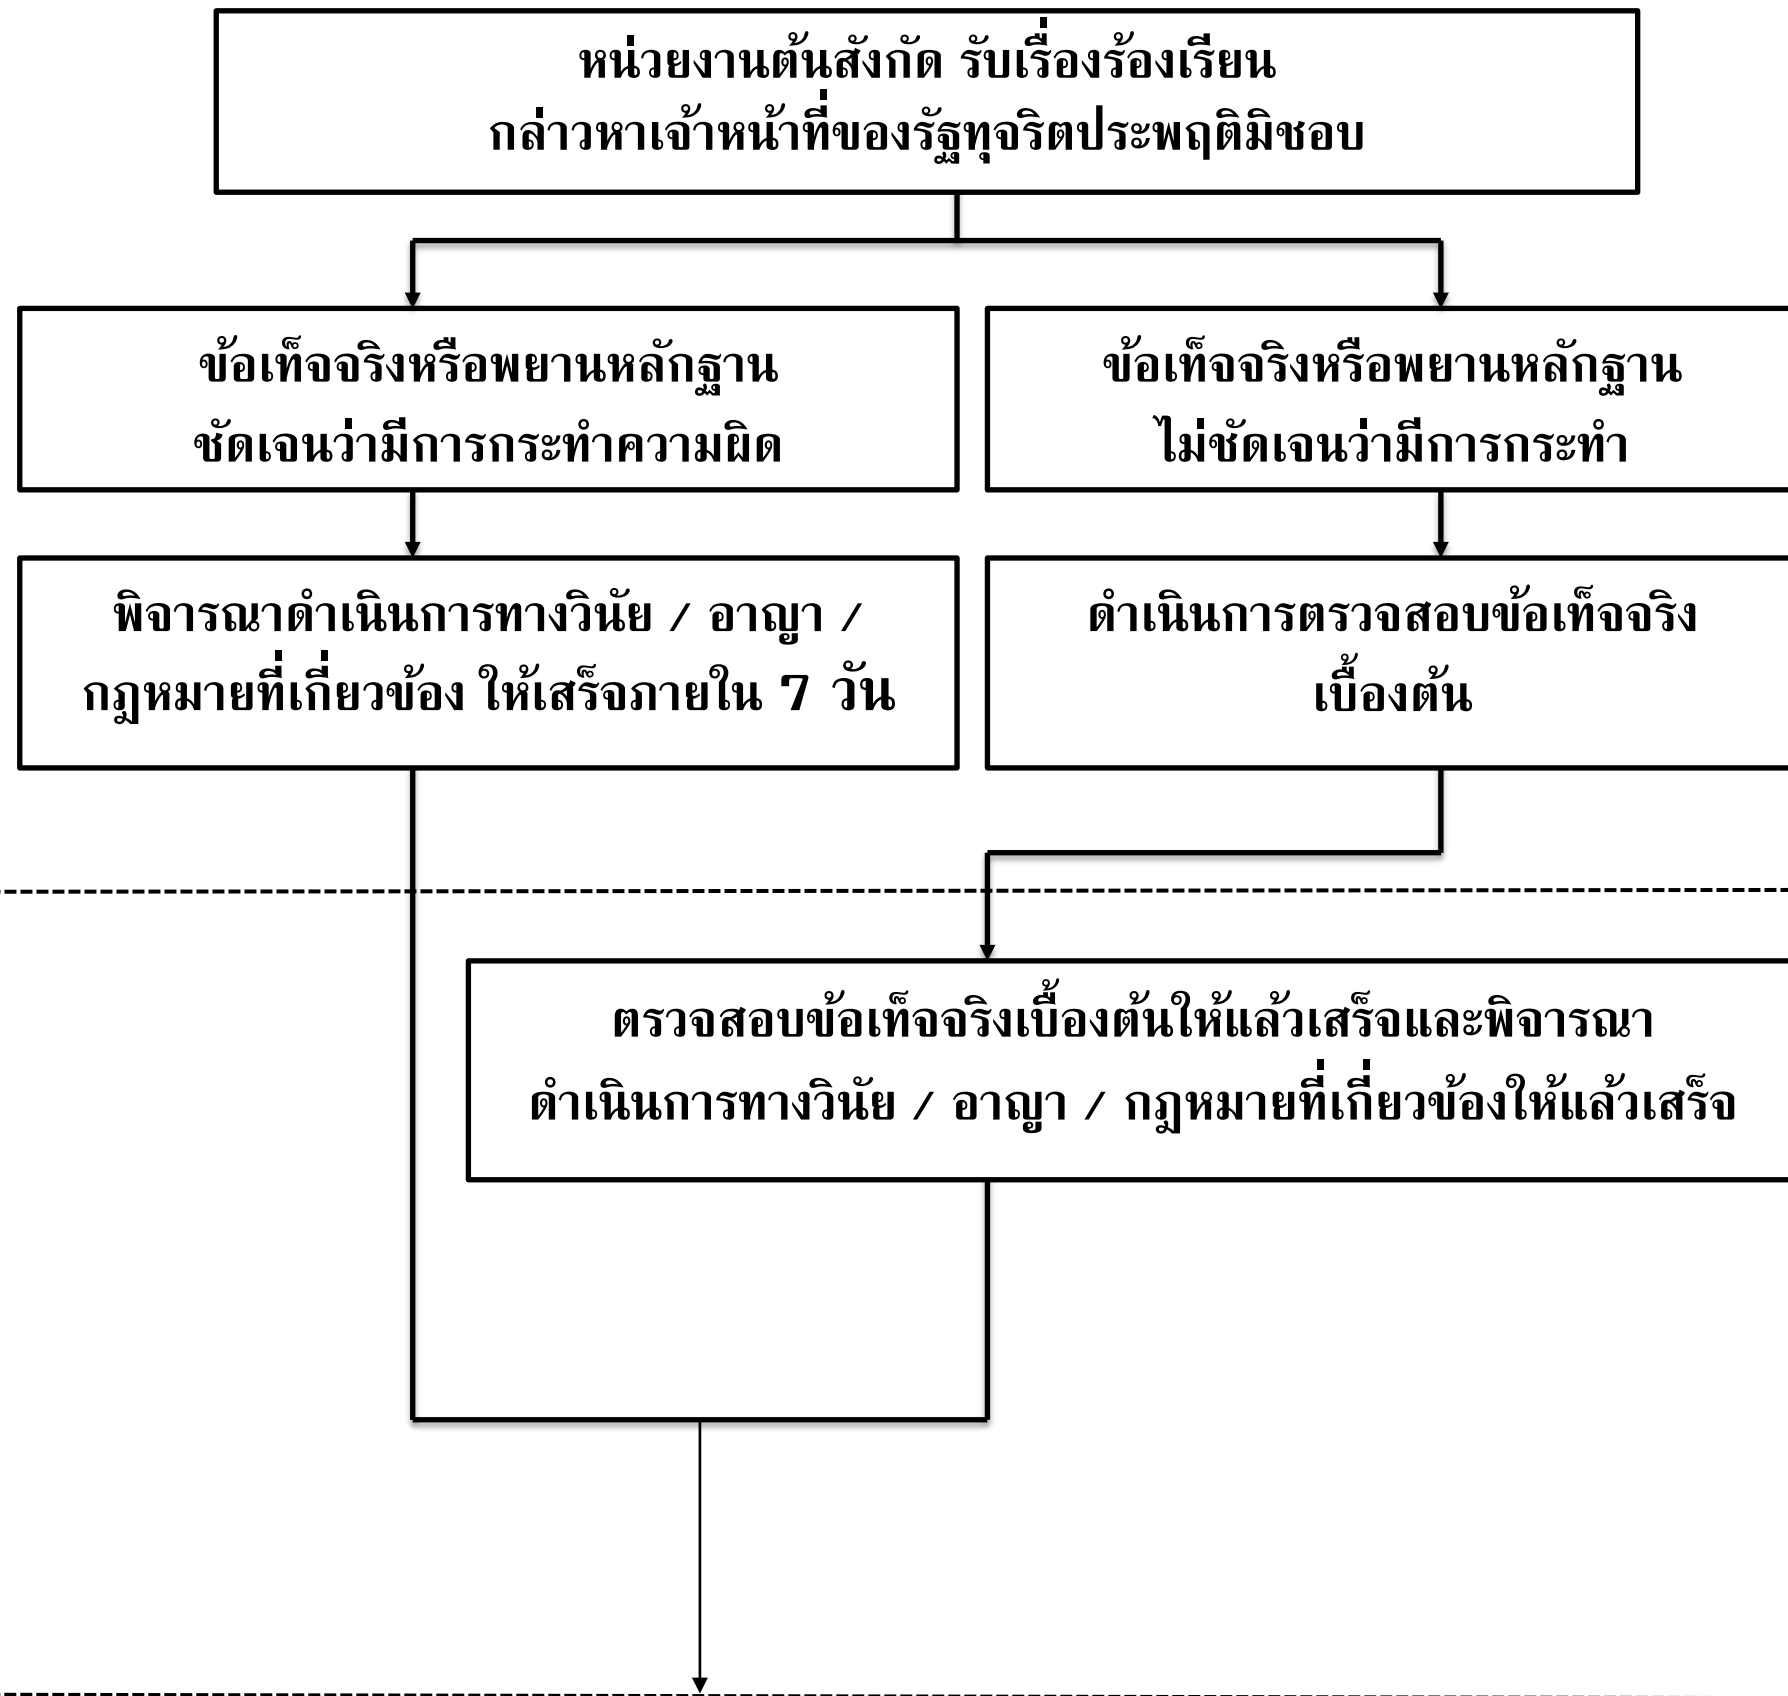 หน่วยงานต้นสังกัด รับเรื่องร้องเรียน
กล่าวหาเจ้าหน้าที่ของรัฐทุจริตประพฤติมิชอบ
ข้อเท็จจริงหรือพยานหลักฐาน
ชัดเจนว่ามีการกระทำความผิด
ข้อเท็จจริงหรือพยานหลักฐาน
ไม่ชัดเจนว่ามีการกระทำ
พิจารณาดำเนินการทางวินัย / อาญา /
กฎหมายที่เกี่ยวข้อง ให้เสร็จภายใน 7 วัน
ดำเนินการตรวจสอบข้อเท็จจริง
เบื้องต้น
ตรวจสอบข้อเท็จจริงเบื้องต้นให้แล้วเสร็จและพิจารณา
ดำเนินการทางวินัย / อาญา / กฎหมายที่เกี่ยวข้องให้แล้วเสร็จ